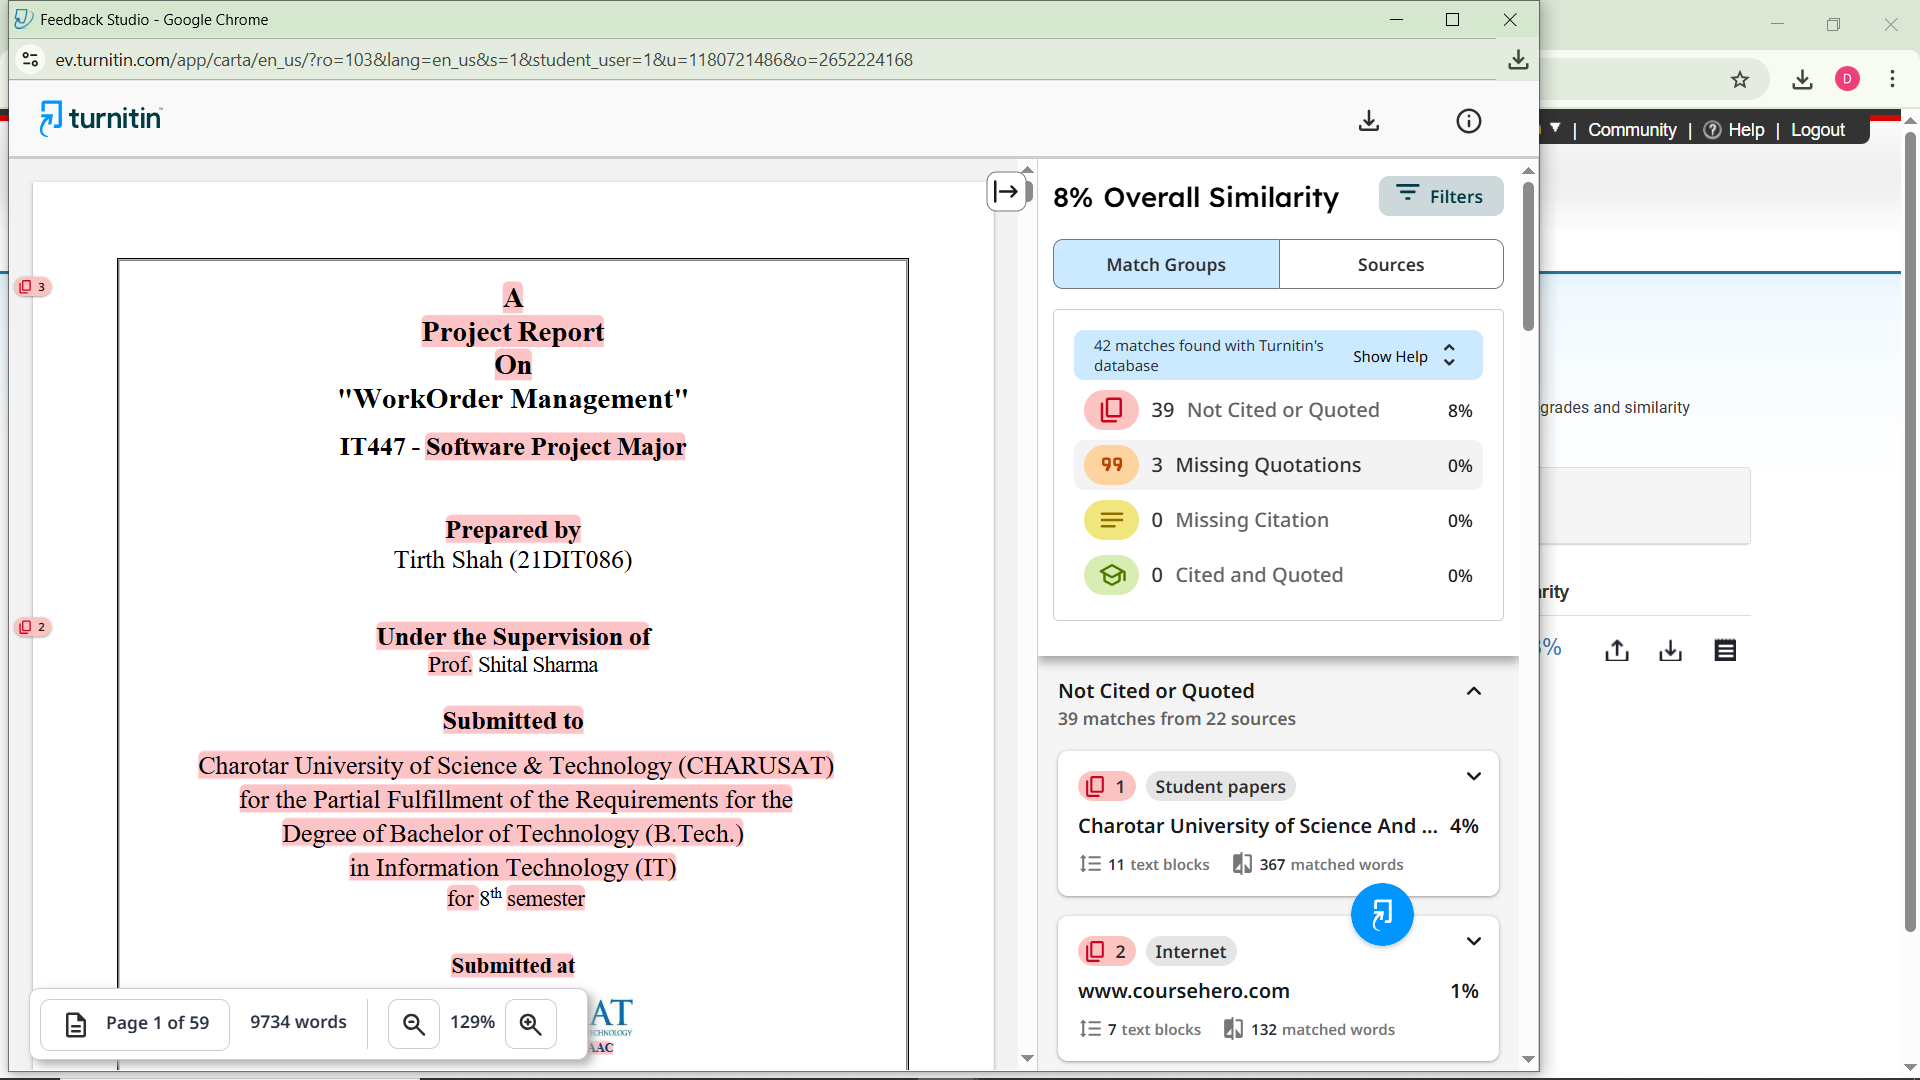 Feedback Studio - Google Chrome
ev.turnitin.com/app/carta/en_us/?ro=103&lang=en_us&s=1&student_user=1&u=1180721486&o=2652224168
D
turnitin
| Community | ? Help | Logout
8% Overall Similarity
Filters
Match Groups
Sources
42 matches found with Turnitin's
database
Show Help
39 Not Cited or Quoted 8%
3 Missing Quotations 0%
0 Missing Citation 0%
0 Cited and Quoted 0%
Not Cited or Quoted
39 matches from 22 sources
1 Student papers
Charotar University of Science And ... 4%
11 text blocks 367 matched words
2 Internet
www.coursehero.com 1%
7 text blocks 132 matched words
3
A
Project Report
On
"WorkOrder Management"
IT447 - Software Project Major
Prepared by
Tirth Shah (21DIT086)
2
Under the Supervision of
Prof. Shital Sharma
Submitted to
Charotar University of Science & Technology (CHARUSAT)
for the Partial Fulfillment of the Requirements for the
Degree of Bachelor of Technology (B.Tech.)
in Information Technology (IT)
for 8th semester
Submitted at
AT
AAC
Page 1 of 59
9734 words
129%
grades and similarity
arity
%